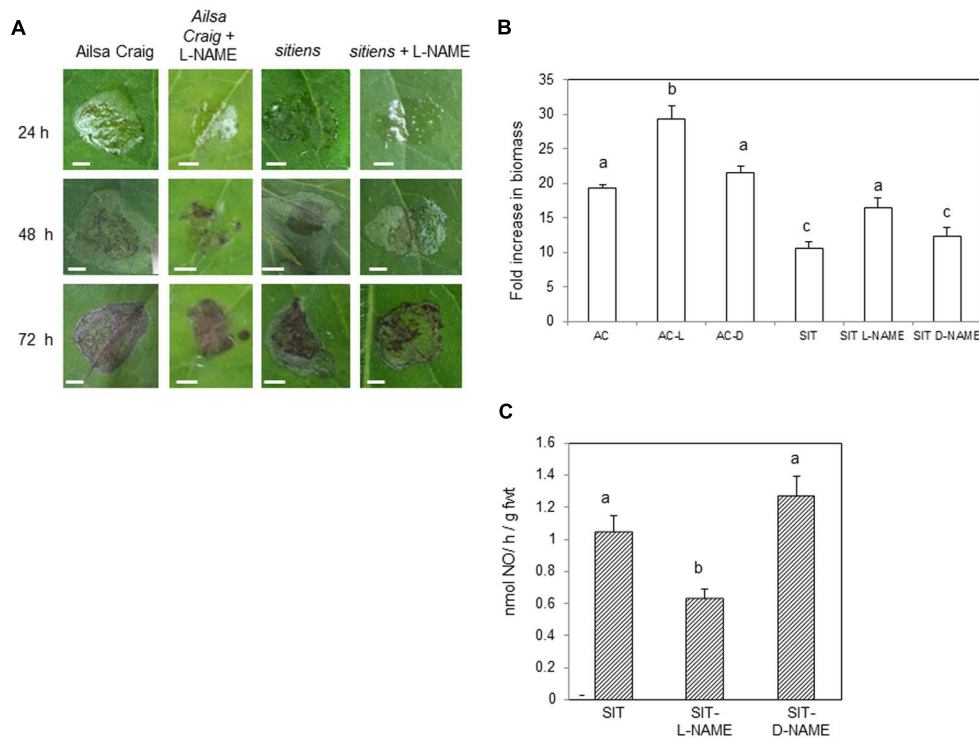 A
Ailsa Craig
Ailsa
Craig +
L-NAME
sitiens
sitiens + L-NAME
24 h
48 h
72 h
B
Fold increase in biomass
35
30
25
20
15
10
5
0
a
b
a
c
a
c
AC
AC-L
AC-D
SIT
SIT L-NAME
SIT D-NAME
C
nmol NO/ h / g fwt
1.6
1.4
1.2
1
0.8
0.6
0.4
0.2
0
a
b
a
SIT
SIT-
L-NAME
SIT-
D-NAME